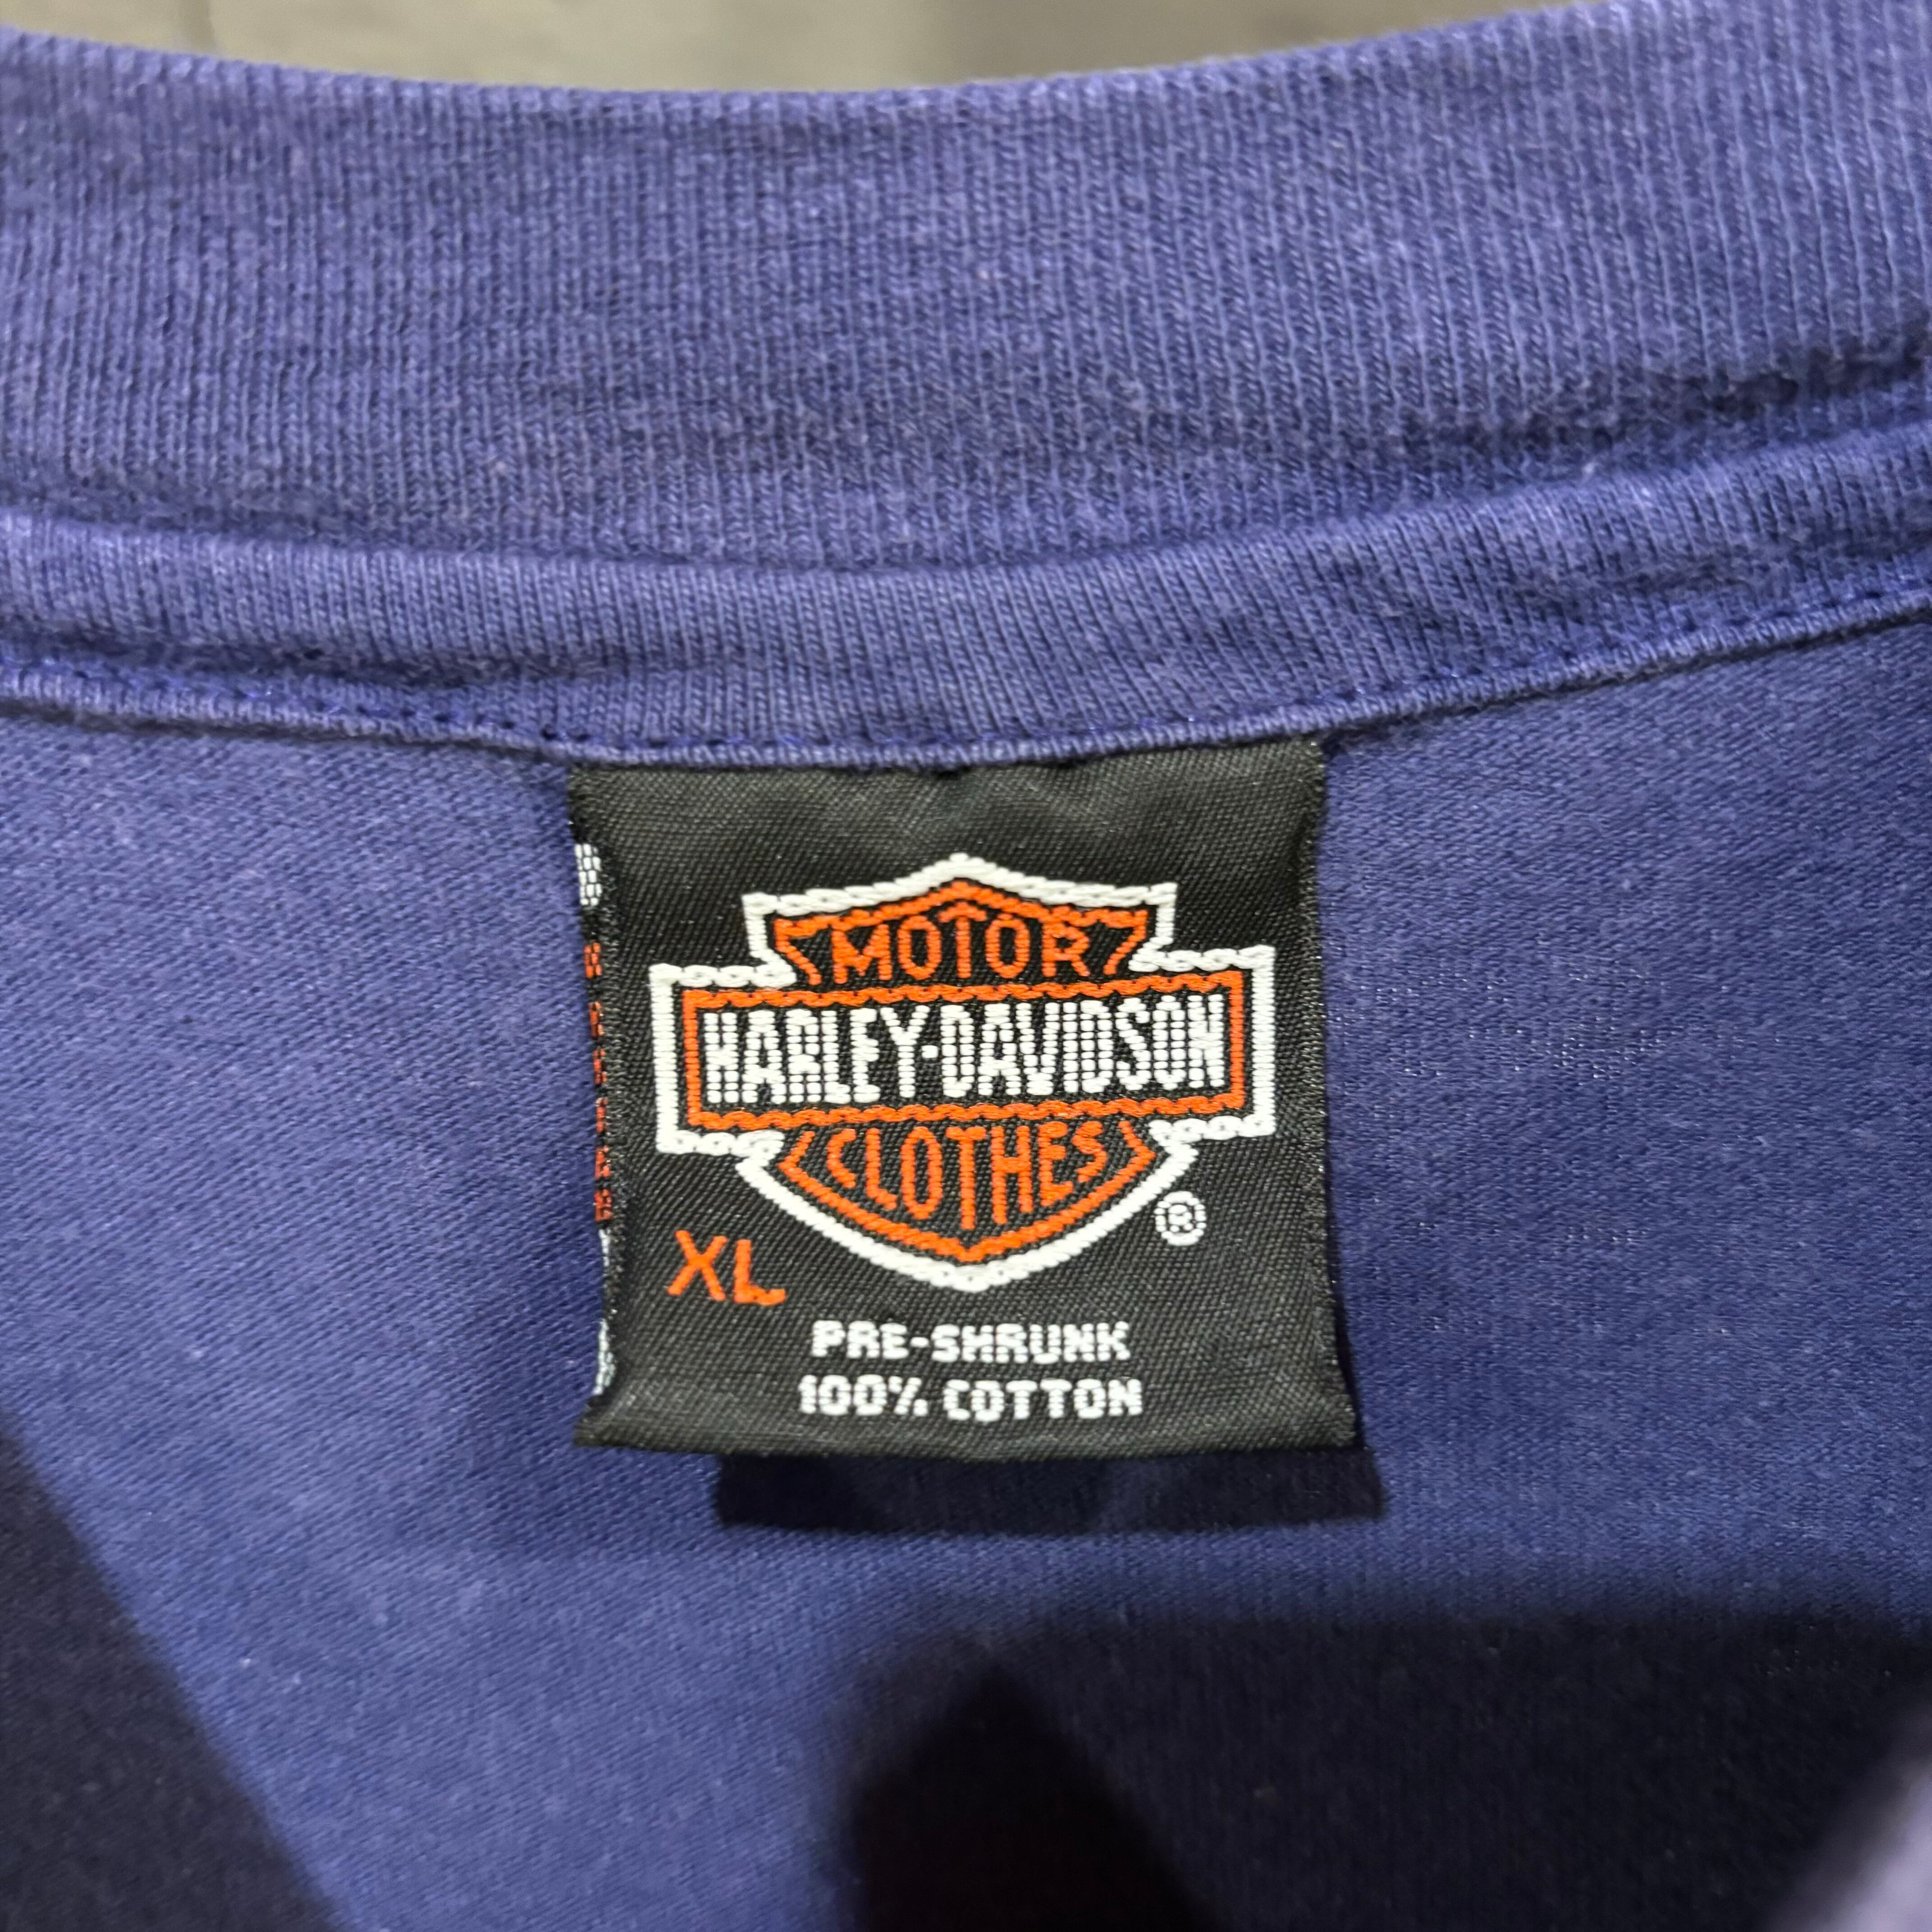 MOTOR
HARLEY-DAVIDSON
CLOTHES
®
XL
PRE-SHRUNK
100% COTTON